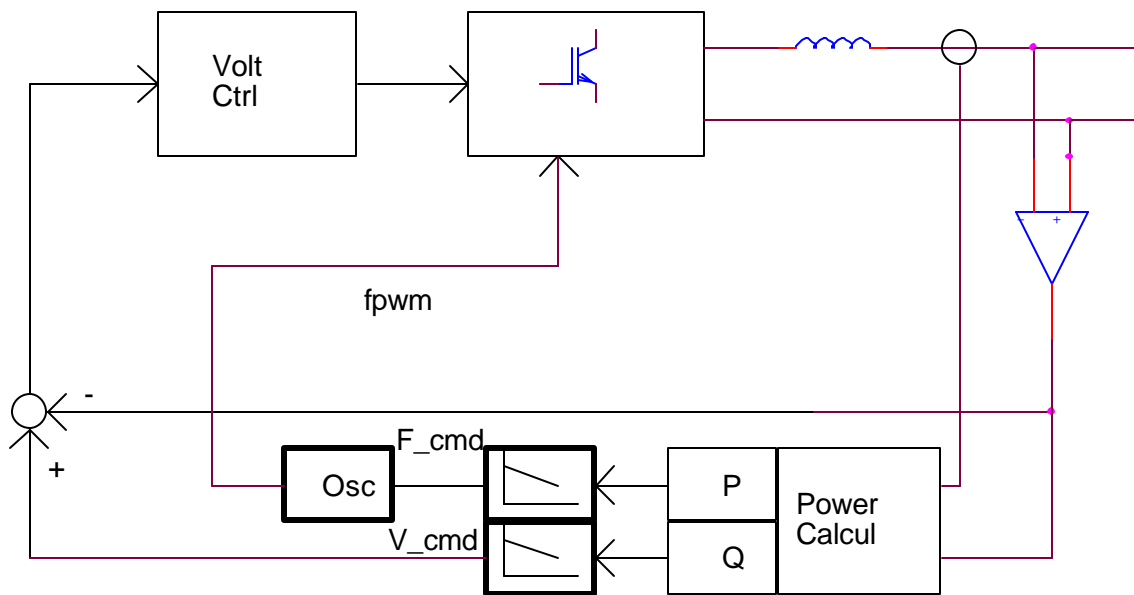 Volt
Ctrl
- +
fpwm
-
+
F_cmd
Osc
P
Power
Calcul
V_cmd
Q